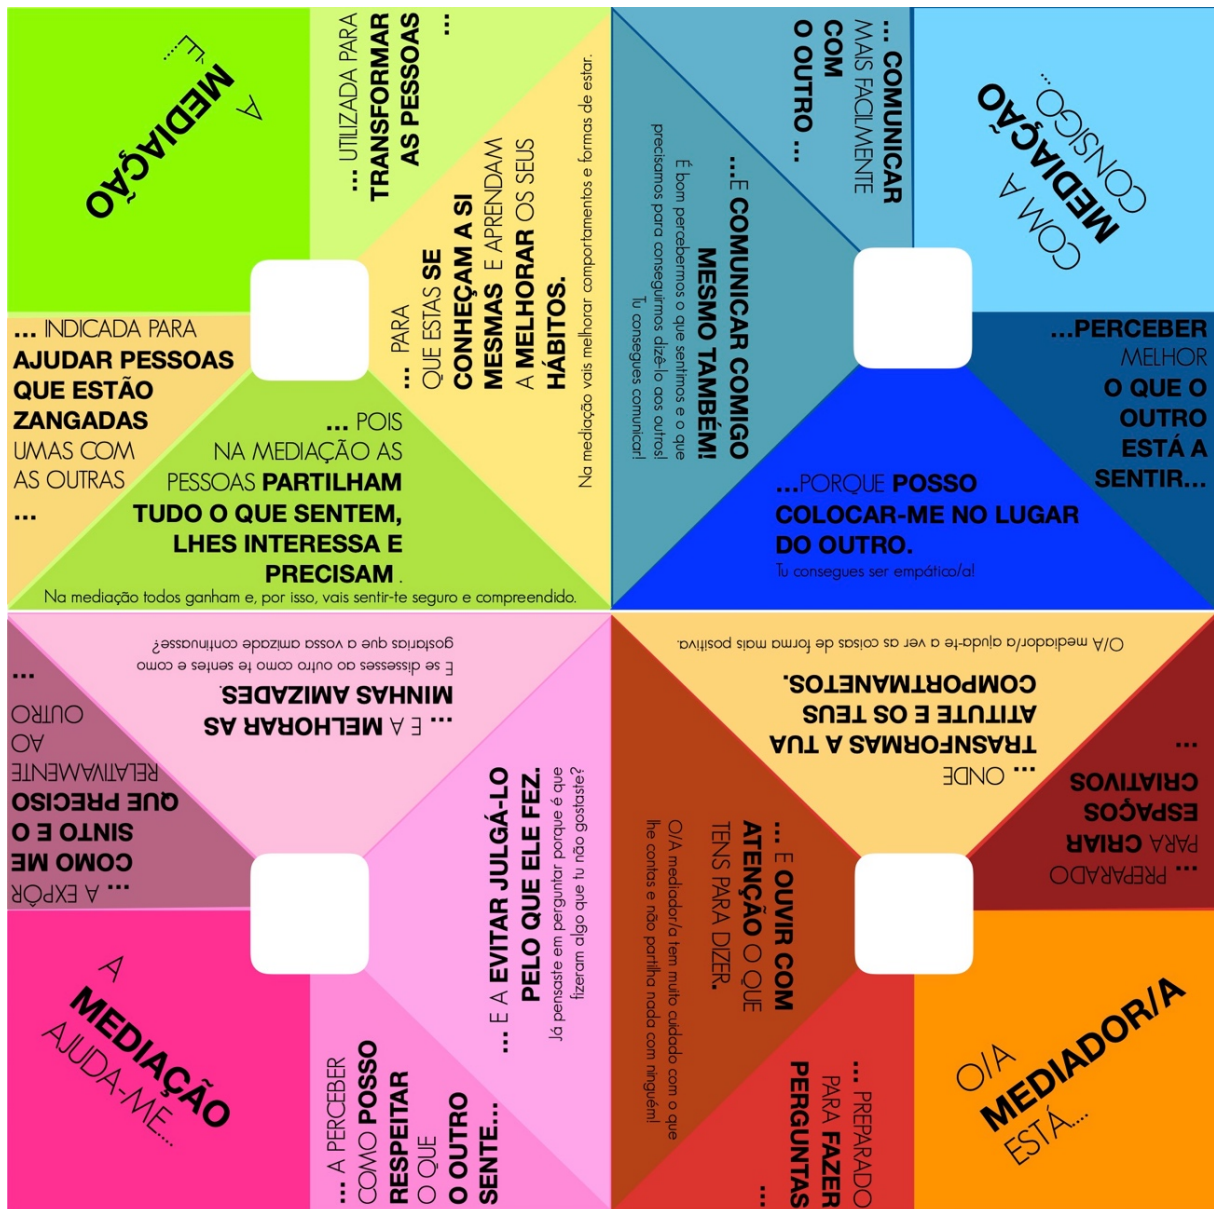 A
MEDIAÇÃO
É...
... UTILIZADA PARA
TRANSFORMAR
AS PESSOAS
...
... PARA
QUE ESTAS SE
CONHEÇAM A SI
MESMAS E APRENDAM
A MELHORAR OS SEUS
HÁBITOS.
Na mediação vais melhorar comportamentos e formas de estar.
... INDICADA PARA
AJUDAR PESSOAS
QUE ESTÃO
ZANGADAS
UMAS COM
AS OUTRAS
...
... POIS
NA MEDIAÇÃO AS
PESSOAS PARTILHAM
TUDO O QUE SENTEM,
LHES INTERESSA E
PRECISAM .
Na mediação todos ganham e, por isso, vais sentir-te seguro e compreendido.
COM A
MEDIAÇÃO
CONSIGO...
... COMUNICAR
MAIS FACILMENTE
COM
O OUTRO ...
...E COMUNICAR COMIGO
MESMO TAMBÉM!
É bom percebermos o que sentimos e o que
precisamos para conseguirmos dizê-lo aos outros!
Tu consegues comunicar!
...PERCEBER
MELHOR
O QUE O
OUTRO
ESTÁ A
SENTIR...
...PORQUE POSSO
COLOCAR-ME NO LUGAR
DO OUTRO.
Tu consegues ser empático/a!
A
MEDIAÇÃO
AJUDA-ME...
... A EXPÔR
COMO ME
SINTO E O
QUE PRECISO
RELATIVAMENTE
AO
OUTRO
...
... E A MELHORAR AS
MINHAS AMIZADES.
E se dissesses ao outro como te sentes e como
gostarias que a vossa amizade continuasse?
... A PERCEBER
COMO POSSO
RESPEITAR
O QUE
O OUTRO
SENTE...
... E A EVITAR JULGÁ-LO
PELO QUE ELE FEZ.
Já pensaste em perguntar porque é que
fizeram algo que tu não gostaste?
O/A
MEDIADOR/A
ESTÁ...
... PREPARADO
PARA FAZER
PERGUNTAS
...
... E OUVIR COM
ATENÇÃO O QUE
TENS PARA DIZER.
O/A mediador/a tem muito cuidado com o que
lhe contas e não partilha nada com ninguém!
... PREPARADO
PARA CRIAR
ESPAÇOS
CRIATIVOS
...
... ONDE
TRASNFORMAS A TUA
ATITUTE E OS TEUS
COMPORTMANETOS.
O/A mediador/a ajuda-te a ver as coisas de forma mais positiva.